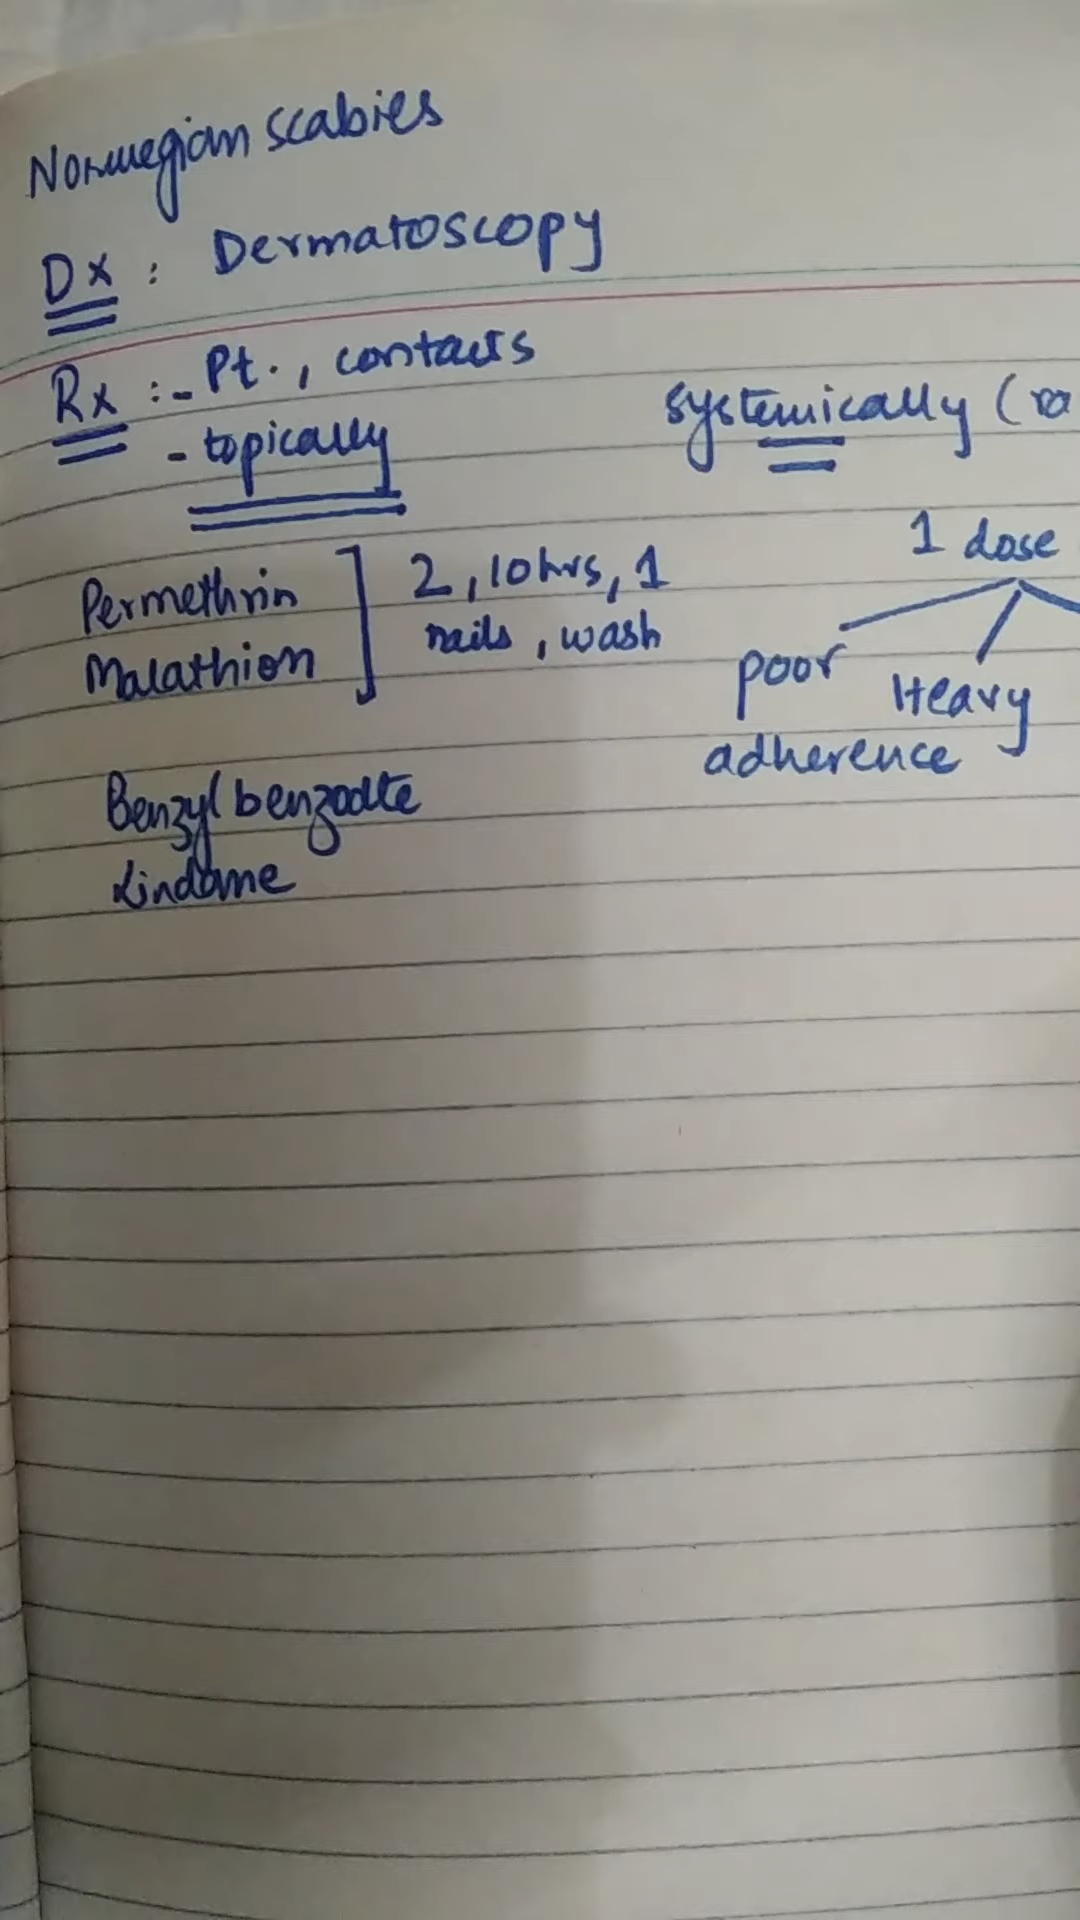 Norwegian scabies
Dx : Dermatoscopy
Rx :- Pt., contacts
- topically
systemically (
Permethrin
Malathion
2, 10hrs, 1
nails, wash
1 dose
poor
adherence
Heavy
Benzyl benzoate
Lindane